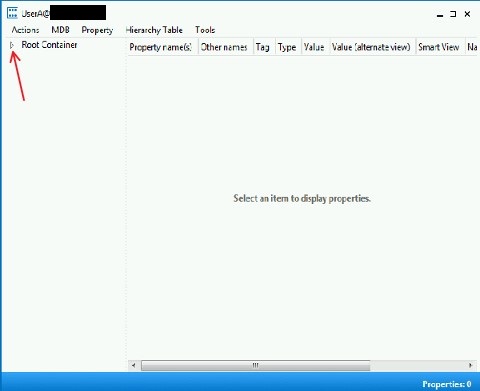 UserA@
Actions MDB Property Hierarchy Table Tools
Root Container
Property name(s) Other names Tag Type Value Value (alternate view) Smart View Na
Select an item to display properties.
Properties: 0